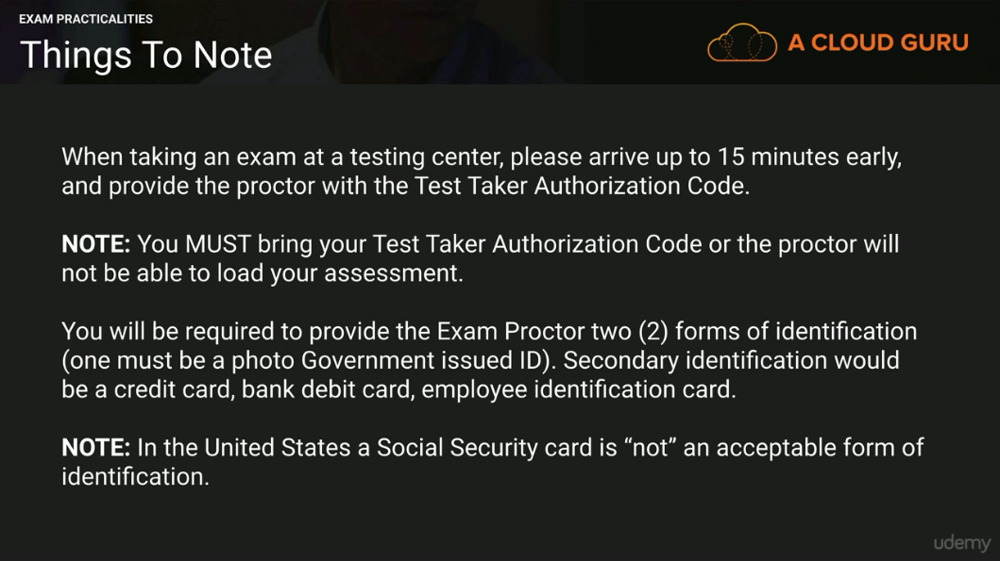 EXAM PRACTICALITIES
Things To Note
A CLOUD GURU
When taking an exam at a testing center, please arrive up to 15 minutes early,
and provide the proctor with the Test Taker Authorization Code.
NOTE: You MUST bring your Test Taker Authorization Code or the proctor will
not be able to load your assessment.
You will be required to provide the Exam Proctor two (2) forms of identification
(one must be a photo Government issued ID). Secondary identification would
be a credit card, bank debit card, employee identification card.
NOTE: In the United States a Social Security card is “not” an acceptable form of
identification.
udemy